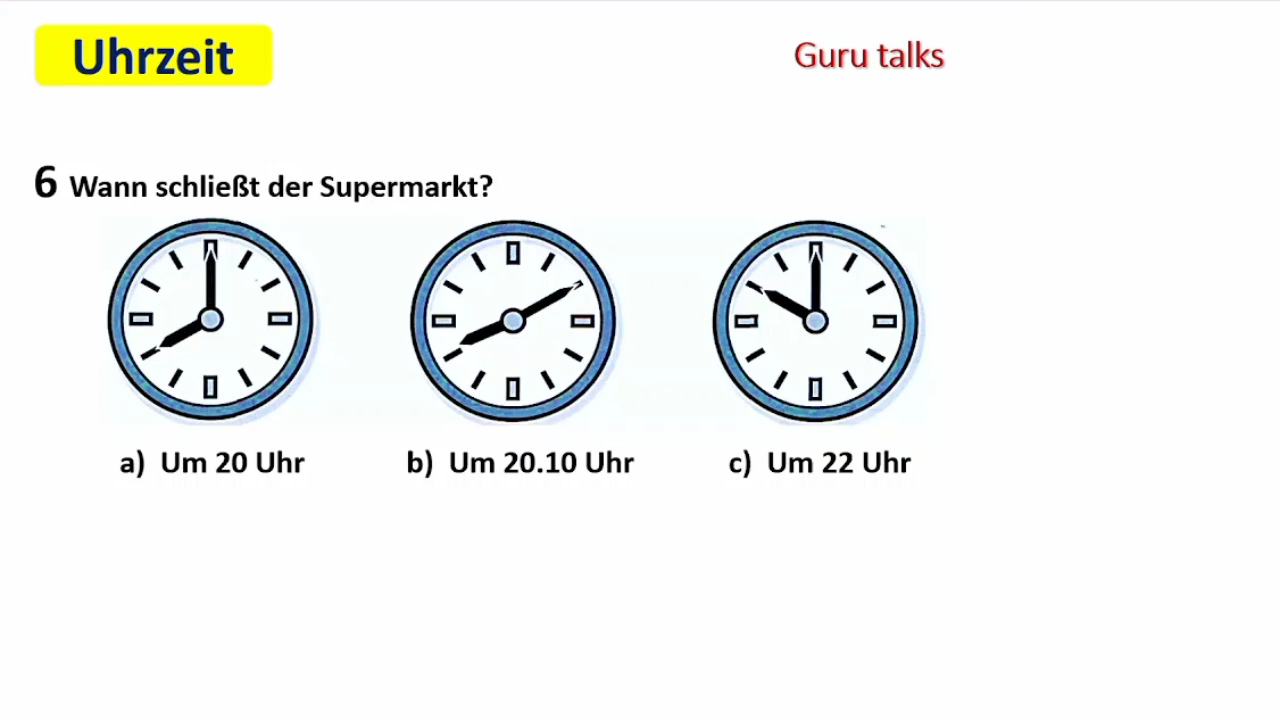 Uhrzeit
Guru talks
6 Wann schließt der Supermarkt?
a) Um 20 Uhr
b) Um 20.10 Uhr
c) Um 22 Uhr